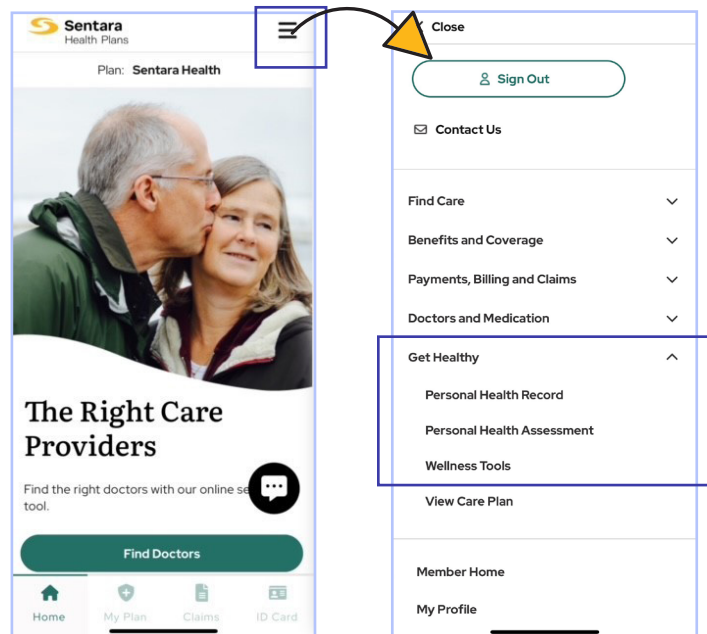 Sentara
Health Plans
Plan: Sentara Health
The Right Care
Providers
Find the right doctors with our online se
tool.
Find Doctors
Home
My Plan
Claims
ID Card
Close
Sign Out
Contact Us
Find Care
Benefits and Coverage
Payments, Billing and Claims
Doctors and Medication
Get Healthy
Personal Health Record
Personal Health Assessment
Wellness Tools
View Care Plan
Member Home
My Profile